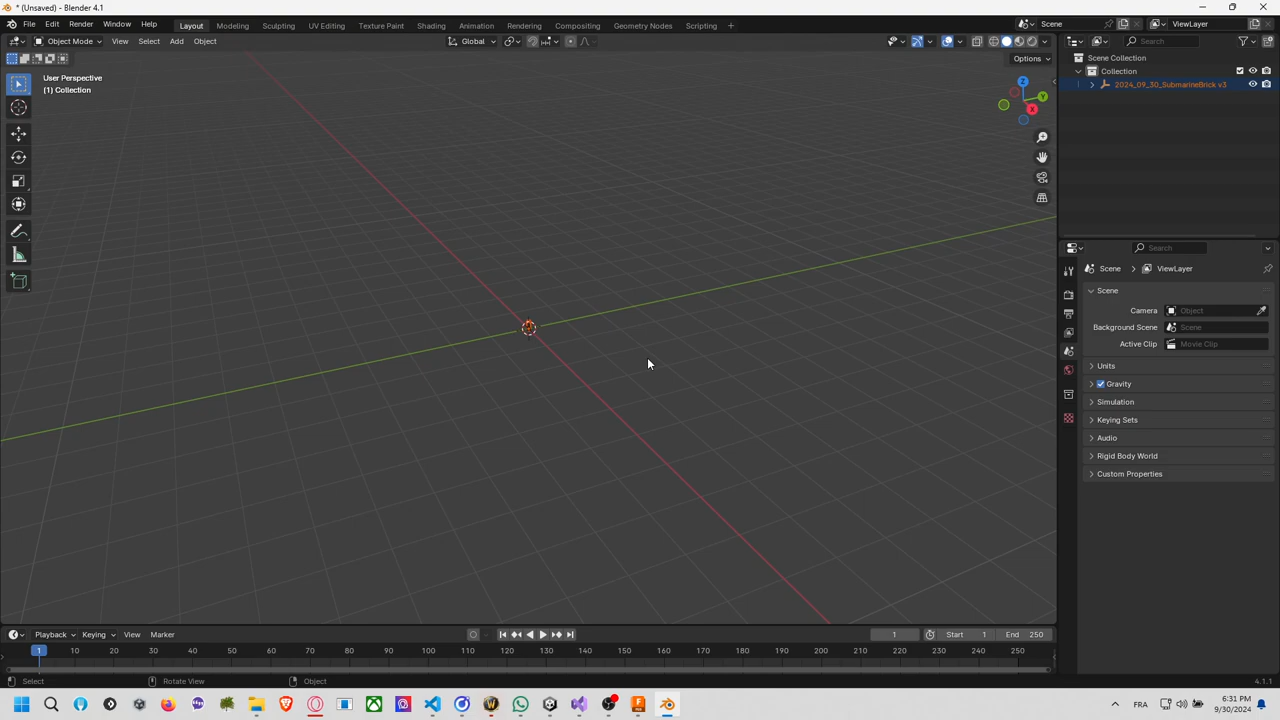 * (Unsaved) - Blender 4.1
File Edit Render Window Help Layout Modeling Sculpting UV Editing Texture Paint Shading Animation Rendering Compositing Geometry Nodes Scripting + Scene ViewLayer
Object Mode View Select Add Object Global Search
Options
User Perspective
(1) Collection
X
Y
Z
Scene Collection
Collection
2024_09_30_SubmarineBrick v3
Search
Scene > ViewLayer
Scene
Camera Object
Background Scene Scene
Active Clip Movie Clip
Units
Gravity
Simulation
Keying Sets
Audio
Rigid Body World
Custom Properties
Playback Keying View Marker 1 Start 1 End 250
1 10 20 30 40 50 60 70 80 90 100 110 120 130 140 150 160 170 180 190 200 210 220 230 240 250
Select Rotate View Object 4.1.1
FRA 6:31 PM
9/30/2024